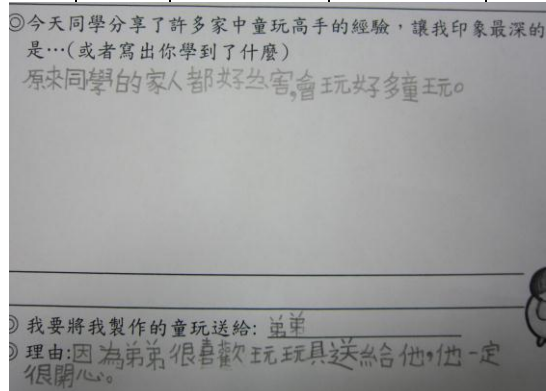 ◎今天同學分享了許多家中童玩高手的經驗，讓我印象最深的
是…(或者寫出你學到了什麼)
原來同學的家人都好厲害,會玩好多童玩。
◎我要將我製作的童玩送給: 弟弟
◎理由:因為弟弟很喜歡玩玩具送給他,他一定
很開心。